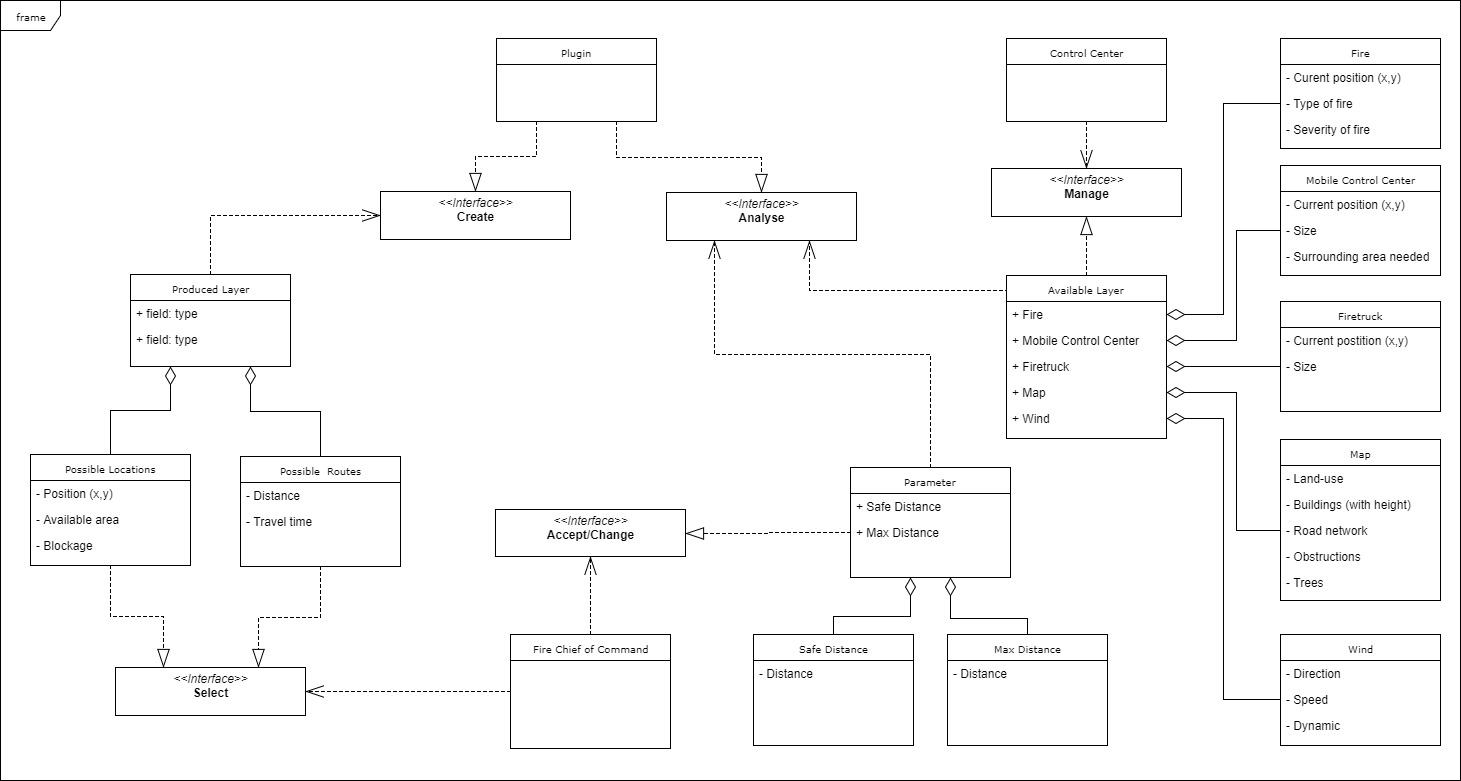 frame
Plugin
Control Center
Fire
- Curent position (x,y)
- Type of fire
- Severity of fire
<<Interface>>
Manage
Mobile Control Center
- Current position (x,y)
- Size
- Surrounding area needed
<<Interface>>
Create
<<Interface>>
Analyse
Produced Layer
+ field: type
+ field: type
Available Layer
+ Fire
+ Mobile Control Center
+ Firetruck
+ Map
+ Wind
Firetruck
- Current postition (x,y)
- Size
Map
- Land-use
- Buildings (with height)
- Road network
- Obstructions
- Trees
Possible Locations
- Position (x,y)
- Available area
- Blockage
Possible  Routes
- Distance
- Travel time
Parameter
+ Safe Distance
+ Max Distance
<<Interface>>
Accept/Change
Fire Chief of Command
Safe Distance
- Distance
Max Distance
- Distance
Wind
- Direction
- Speed
- Dynamic
<<Interface>>
Select